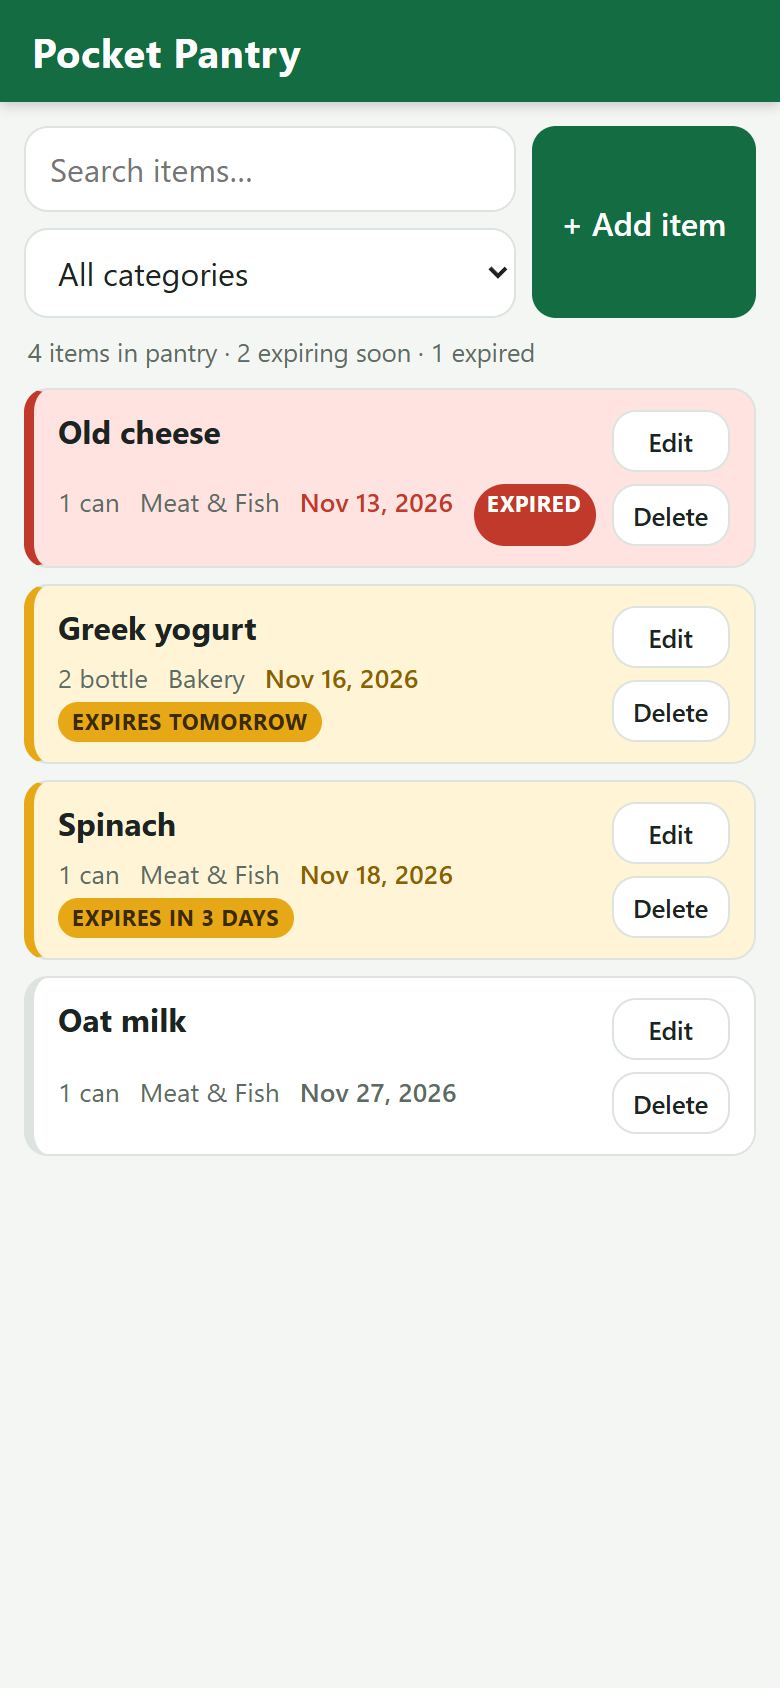 Pocket Pantry
Search items...
+ Add item
All categories
4 items in pantry · 2 expiring soon · 1 expired
Old cheese
Edit
1 can Meat & Fish Nov 13, 2026 EXPIRED
Delete
Greek yogurt
Edit
2 bottle Bakery Nov 16, 2026
EXPIRES TOMORROW
Delete
Spinach
Edit
1 can Meat & Fish Nov 18, 2026
EXPIRES IN 3 DAYS
Delete
Oat milk
Edit
1 can Meat & Fish Nov 27, 2026
Delete